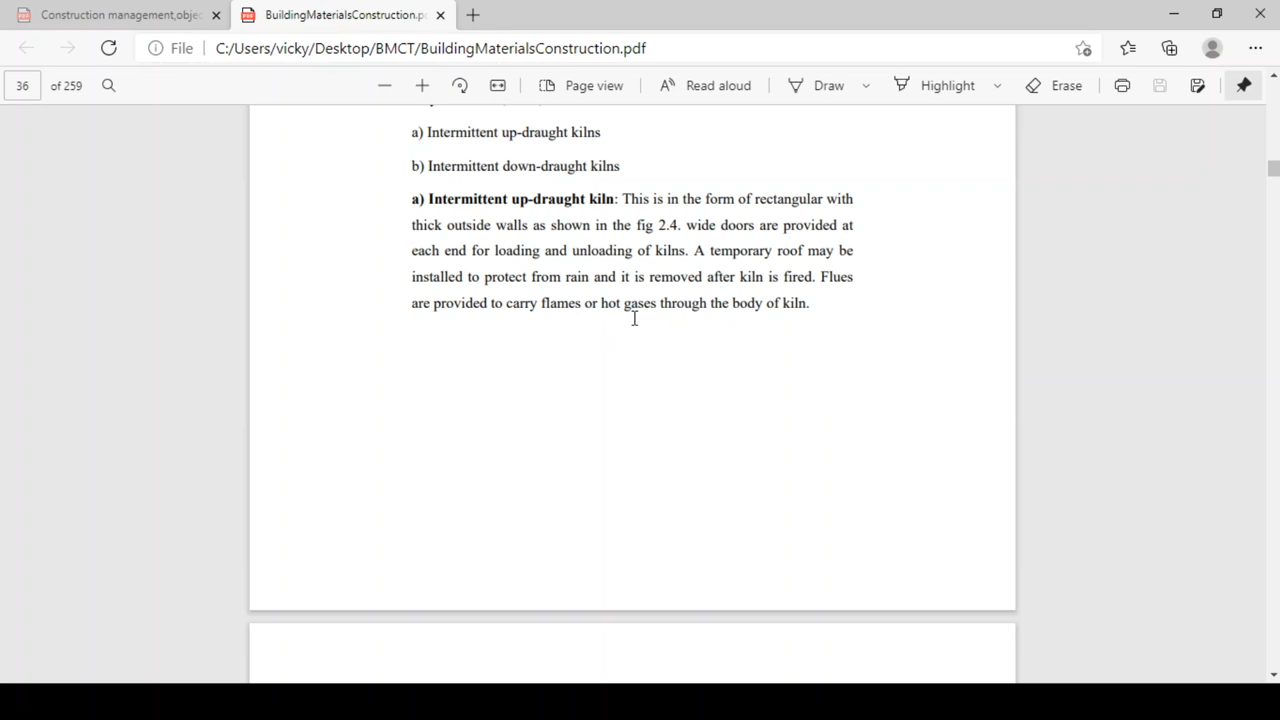 Construction management,objec
BuildingMaterialsConstruction.p
File
C:/Users/vicky/Desktop/BMCT/BuildingMaterialsConstruction.pdf
36
of 259
Page view
Read aloud
Draw
Highlight
Erase
a) Intermittent up-draught kilns
b) Intermittent down-draught kilns
a) Intermittent up-draught kiln: This is in the form of rectangular with
thick outside walls as shown in the fig 2.4. wide doors are provided at
each end for loading and unloading of kilns. A temporary roof may be
installed to protect from rain and it is removed after kiln is fired. Flues
are provided to carry flames or hot gases through the body of kiln.